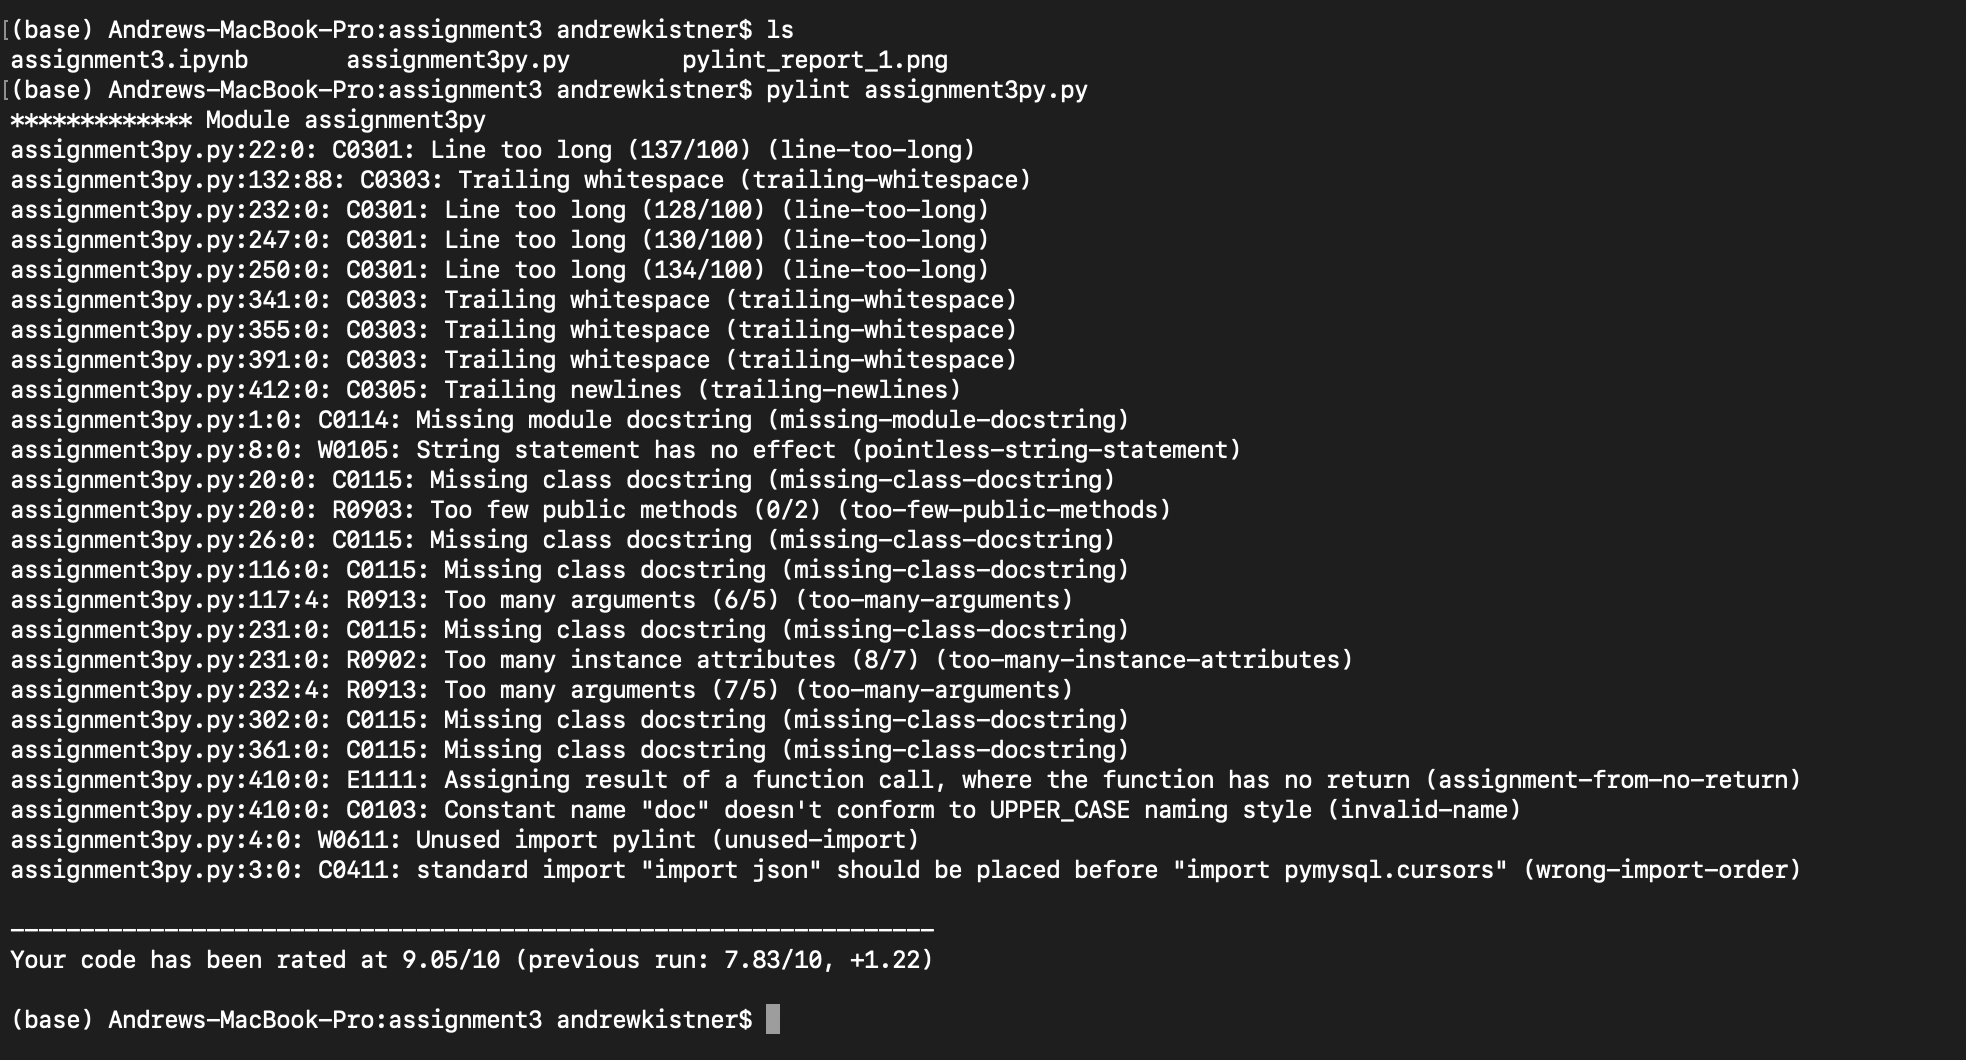 [(base) Andrews-MacBook-Pro:assignment3 andrewkistner$ ls
assignment3.ipynb       assignment3py.py        pylint_report_1.png
[(base) Andrews-MacBook-Pro:assignment3 andrewkistner$ pylint assignment3py.py
************* Module assignment3py
assignment3py.py:22:0: C0301: Line too long (137/100) (line-too-long)
assignment3py.py:132:88: C0303: Trailing whitespace (trailing-whitespace)
assignment3py.py:232:0: C0301: Line too long (128/100) (line-too-long)
assignment3py.py:247:0: C0301: Line too long (130/100) (line-too-long)
assignment3py.py:250:0: C0301: Line too long (134/100) (line-too-long)
assignment3py.py:341:0: C0303: Trailing whitespace (trailing-whitespace)
assignment3py.py:355:0: C0303: Trailing whitespace (trailing-whitespace)
assignment3py.py:391:0: C0303: Trailing whitespace (trailing-whitespace)
assignment3py.py:412:0: C0305: Trailing newlines (trailing-newlines)
assignment3py.py:1:0: C0114: Missing module docstring (missing-module-docstring)
assignment3py.py:8:0: W0105: String statement has no effect (pointless-string-statement)
assignment3py.py:20:0: C0115: Missing class docstring (missing-class-docstring)
assignment3py.py:20:0: R0903: Too few public methods (0/2) (too-few-public-methods)
assignment3py.py:26:0: C0115: Missing class docstring (missing-class-docstring)
assignment3py.py:116:0: C0115: Missing class docstring (missing-class-docstring)
assignment3py.py:117:4: R0913: Too many arguments (6/5) (too-many-arguments)
assignment3py.py:231:0: C0115: Missing class docstring (missing-class-docstring)
assignment3py.py:231:0: R0902: Too many instance attributes (8/7) (too-many-instance-attributes)
assignment3py.py:232:4: R0913: Too many arguments (7/5) (too-many-arguments)
assignment3py.py:302:0: C0115: Missing class docstring (missing-class-docstring)
assignment3py.py:361:0: C0115: Missing class docstring (missing-class-docstring)
assignment3py.py:410:0: E1111: Assigning result of a function call, where the function has no return (assignment-from-no-return)
assignment3py.py:410:0: C0103: Constant name "doc" doesn't conform to UPPER_CASE naming style (invalid-name)
assignment3py.py:4:0: W0611: Unused import pylint (unused-import)
assignment3py.py:3:0: C0411: standard import "import json" should be placed before "import pymysql.cursors" (wrong-import-order)
------------------------------------------------------------------
Your code has been rated at 9.05/10 (previous run: 7.83/10, +1.22)
(base) Andrews-MacBook-Pro:assignment3 andrewkistner$